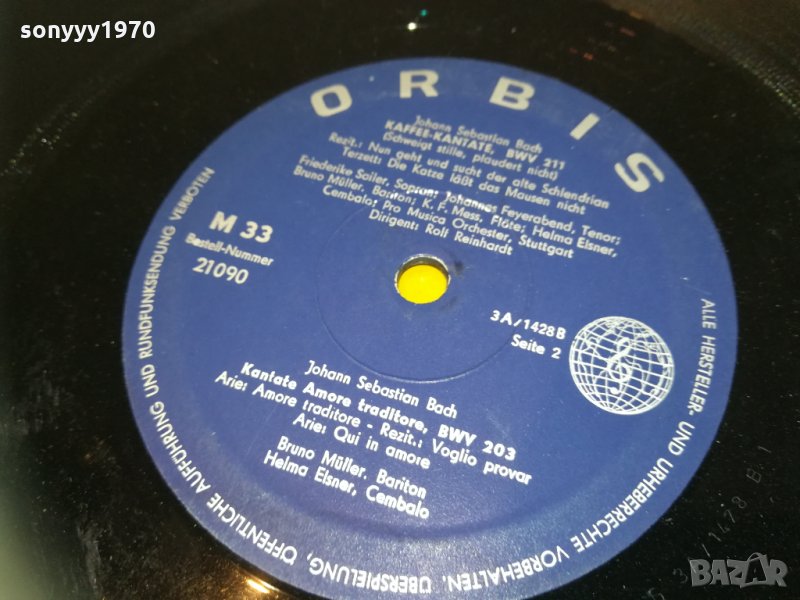 sonyyy1970
ORBIS
Johann Sebastian Bach
KAFFEE-KANTATE, BWV 211
(Schweigt stille, plaudert nicht)
Rezit.: Nun geht und sucht der alte Schlendrian
Terzett: Die Katze läßt das Mausen nicht
Friederike Sailer, Sopran; Johannes Feyerabend, Tenor;
Bruno Müller, Bariton; K. F. Mess, Flöte; Helma Elsner,
Cembalo; Pro Musica Orchester, Stuttgart
Dirigent: Rolf Reinhardt
M 33
Bestell-Nummer
21090
3 A/1428 B
Seite 2
Johann Sebastian Bach
Kantate Amore traditore, BWV 203
Arie: Amore traditore - Rezit.: Voglio provar
Arie: Qui in amore
Bruno Müller, Bariton
Helma Elsner, Cembalo
ALLE HERSTELLER- UND URHEBERRECHTE VORBEHALTEN. ÜBERSPIELUNG, ÖFFENTLICHE AUFFÜHRUNG UND RUNDFUNKSENDUNG VERBOTEN
1428 B 1
BAZAR